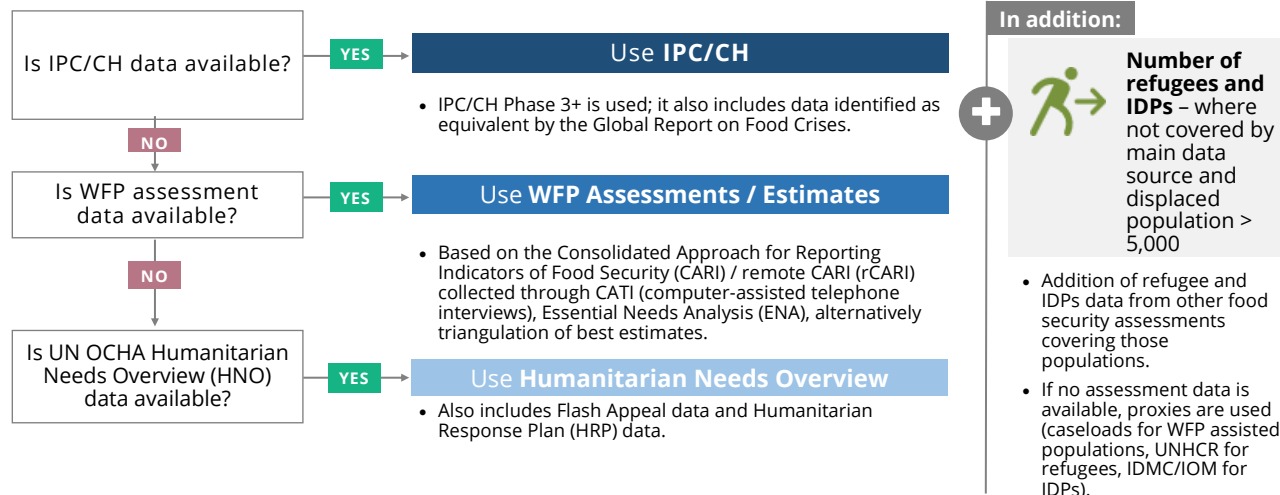 Is IPC/CH data available?
YES
Use IPC/CH
• IPC/CH Phase 3+ is used; it also includes data identified as
equivalent by the Global Report on Food Crises.
NO
Is WFP assessment
data available?
YES
Use WFP Assessments / Estimates
• Based on the Consolidated Approach for Reporting
Indicators of Food Security (CARI) / remote CARI (rCARI)
collected through CATI (computer-assisted telephone
interviews), Essential Needs Analysis (ENA), alternatively
triangulation of best estimates.
NO
Is UN OCHA Humanitarian
Needs Overview (HNO)
data available?
YES
Use Humanitarian Needs Overview
• Also includes Flash Appeal data and Humanitarian
Response Plan (HRP) data.
In addition:
Number of
refugees and
IDPs – where
not covered by
main data
source and
displaced
population >
5,000
• Addition of refugee and
IDPs data from other food
security assessments
covering those
populations.
• If no assessment data is
available, proxies are used
(caseloads for WFP assisted
populations, UNHCR for
refugees, IDMC/IOM for
IDPs).